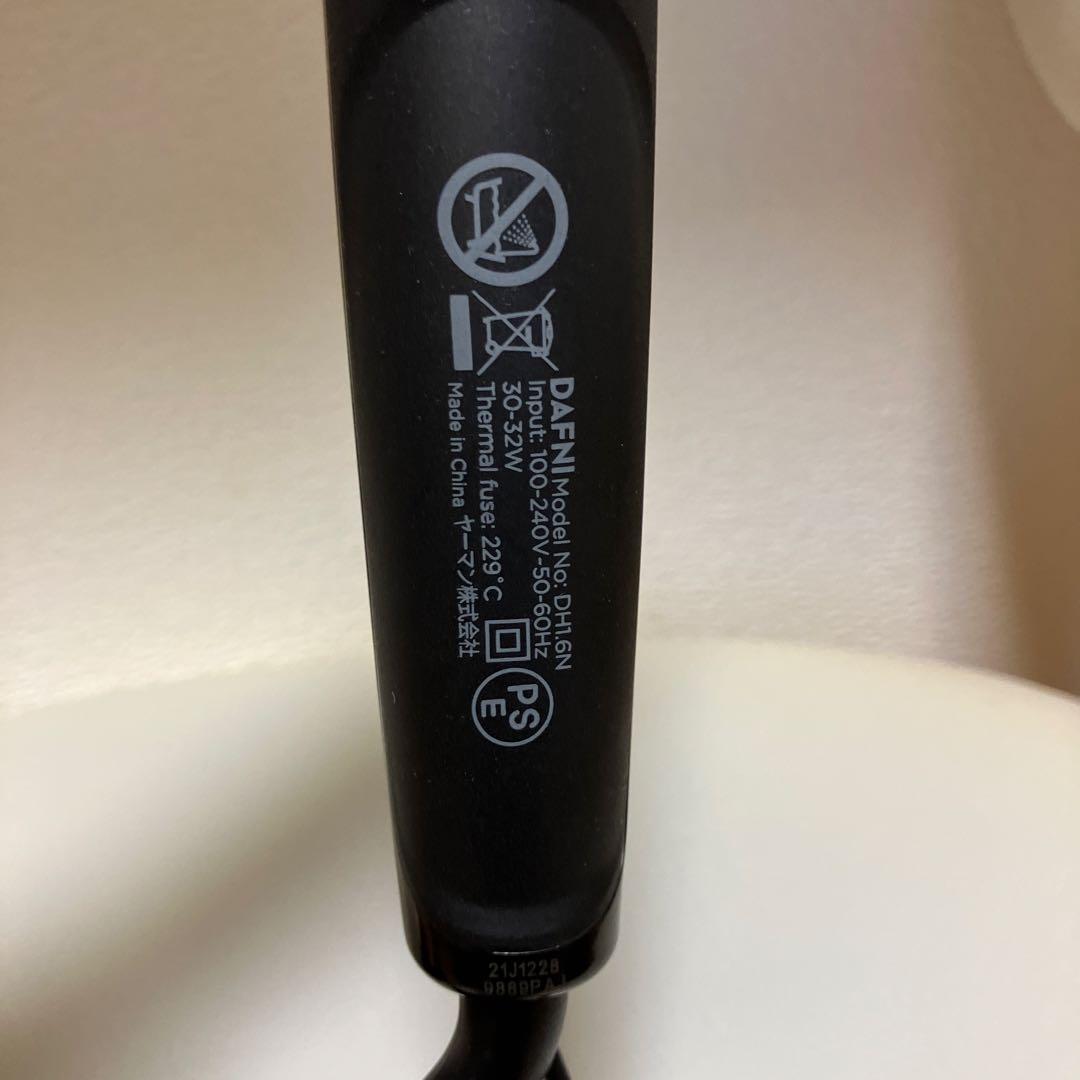 DAFNI Model No: DH1.6N
Input: 100-240V~50-60Hz
30-32W
Thermal fuse: 229°C
Made in China ヤーマン株式会社
PS
E
21J1228